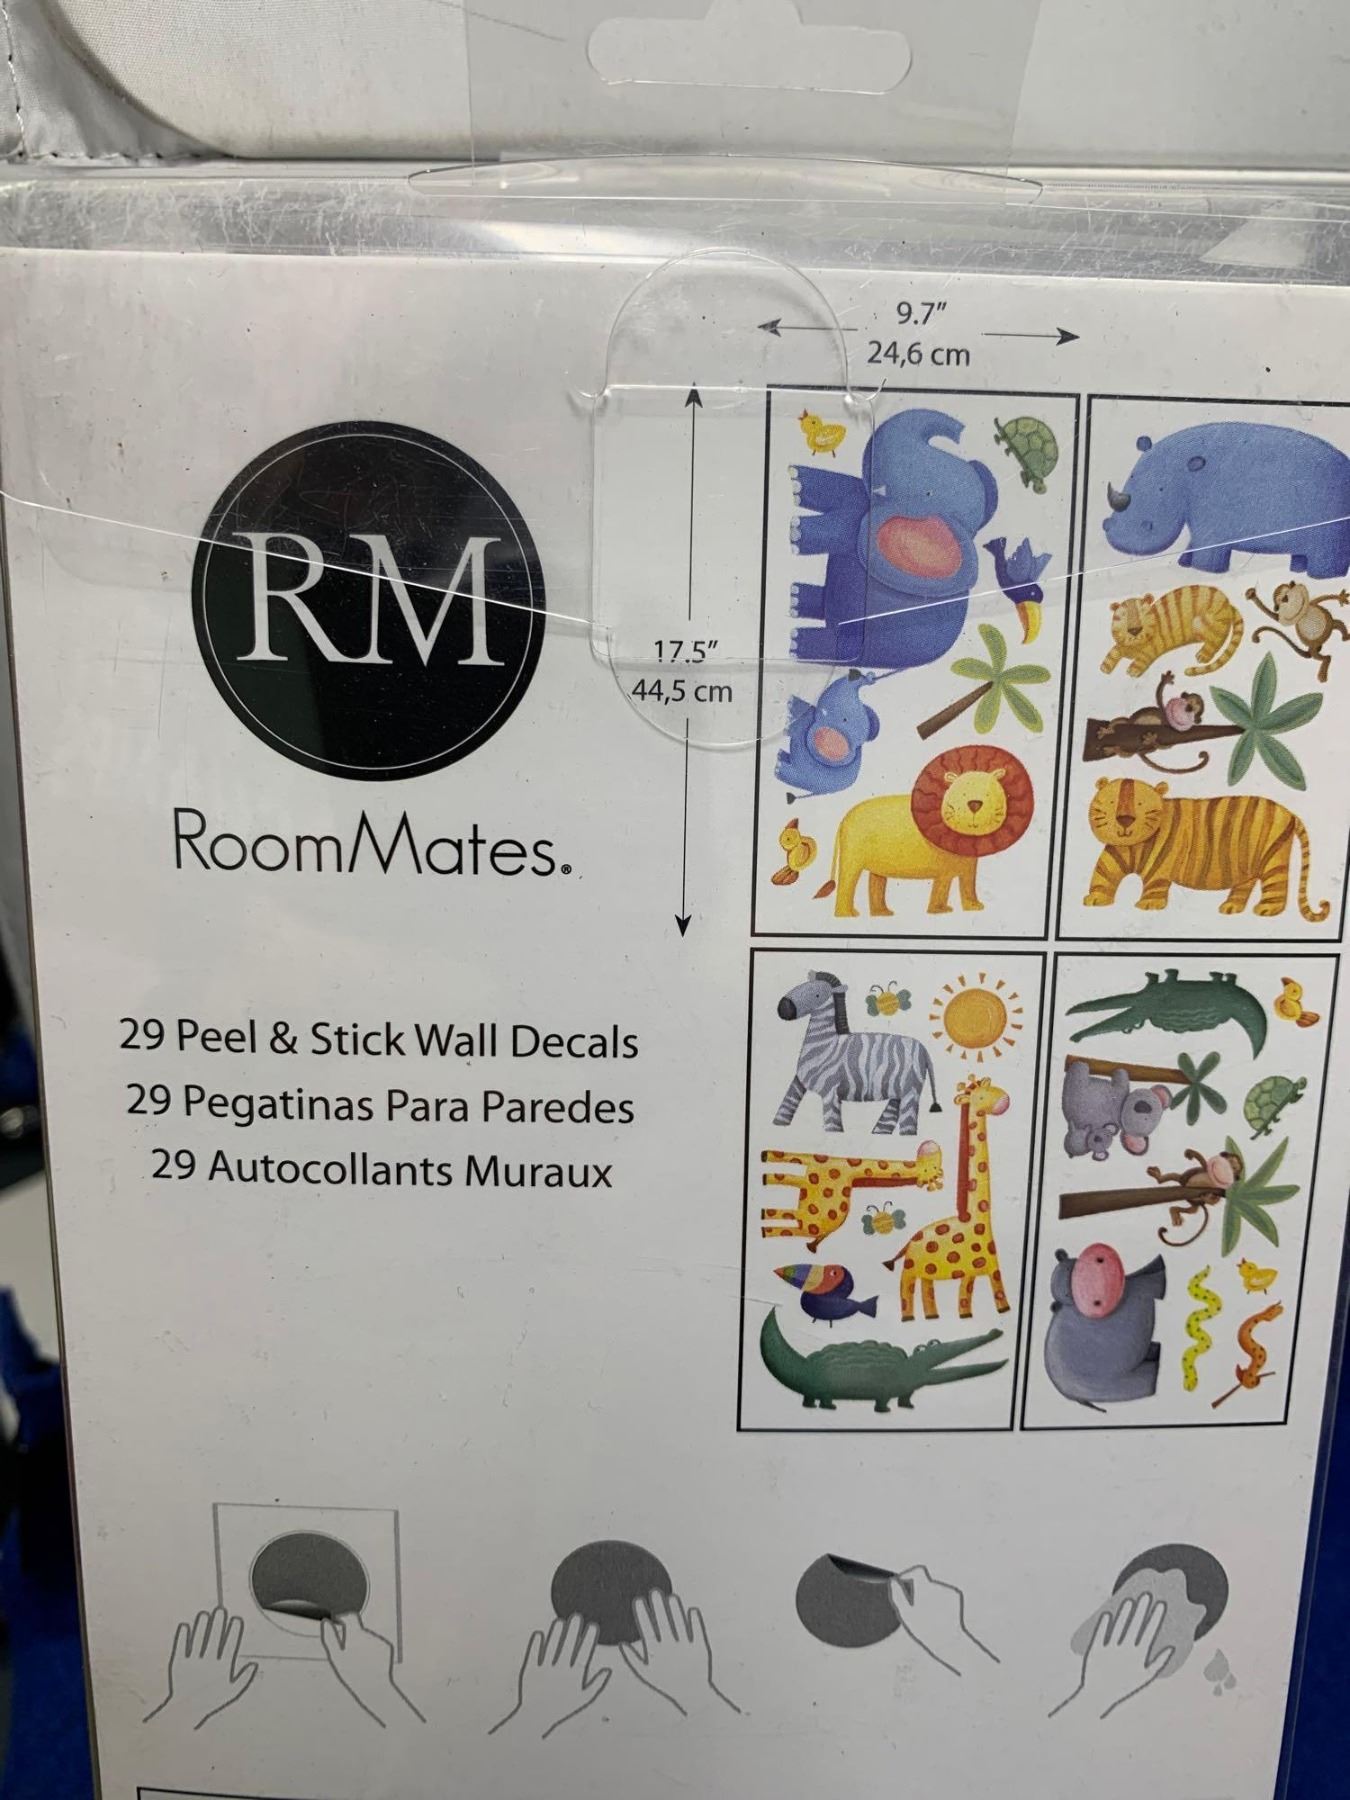 9.7"
24,6 cm
RM
17.5"
44,5 cm
RoomMates®
29 Peel & Stick Wall Decals
29 Pegatinas Para Paredes
29 Autocollants Muraux